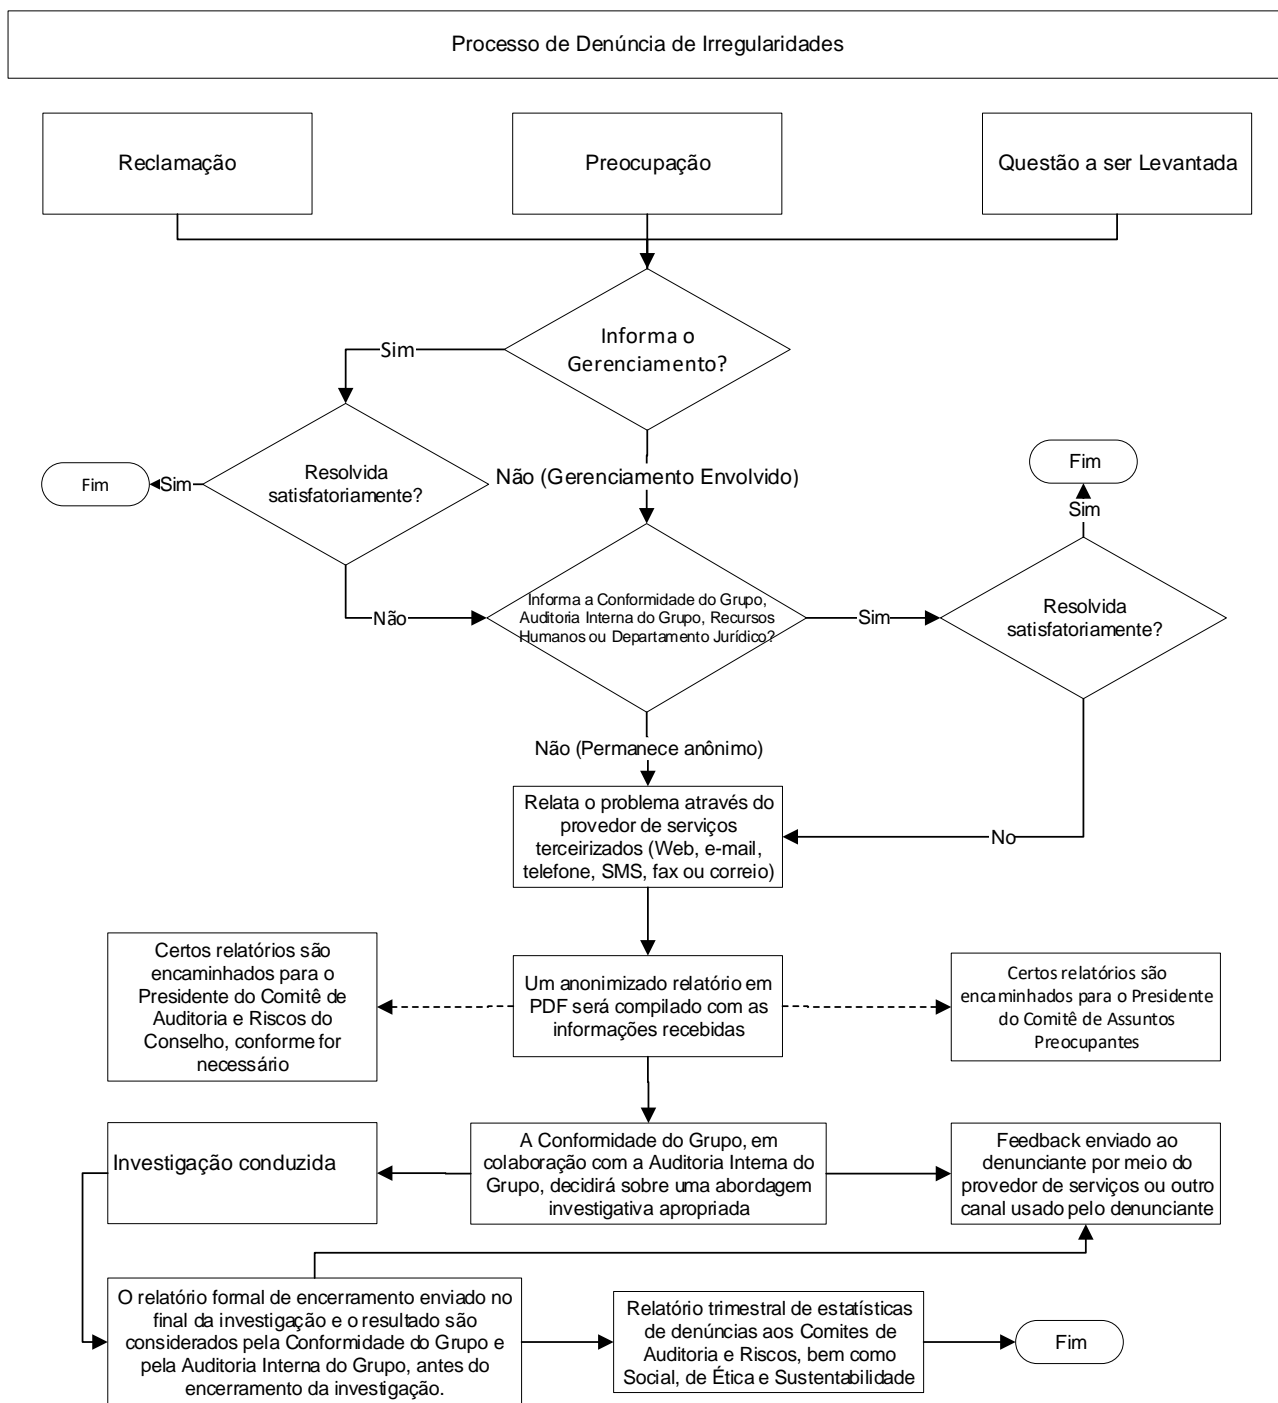 Processo de Denúncia de Irregularidades
Reclamação
Preocupação
Questão a ser Levantada
Informa o
Gerenciamento?
Sim
Resolvida
satisfatoriamente?
Sim
Fim
Não (Gerenciamento Envolvido)
Fim
Sim
Não
Informa a Conformidade do Grupo,
Auditoria Interna do Grupo, Recursos
Humanos ou Departamento Jurídico?
Sim
Resolvida
satisfatoriamente?
Não (Permanece anônimo)
Relata o problema através do
provedor de serviços
terceirizados (Web, e-mail,
telefone, SMS, fax ou correio)
No
Certos relatórios são
encaminhados para o
Presidente do Comitê de
Auditoria e Riscos do
Conselho, conforme for
necessário
Um anonimizado relatório em
PDF será compilado com as
informações recebidas
Certos relatórios são
encaminhados para o Presidente
do Comitê de Assuntos
Preocupantes
Investigação conduzida
A Conformidade do Grupo, em
colaboração com a Auditoria Interna do
Grupo, decidirá sobre uma abordagem
investigativa apropriada
Feedback enviado ao
denunciante por meio do
provedor de serviços ou outro
canal usado pelo denunciante
O relatório formal de encerramento enviado no
final da investigação e o resultado são
considerados pela Conformidade do Grupo e
pela Auditoria Interna do Grupo, antes do
encerramento da investigação.
Relatório trimestral de estatísticas
de denúncias aos Comites de
Auditoria e Riscos, bem como
Social, de Ética e Sustentabilidade
Fim